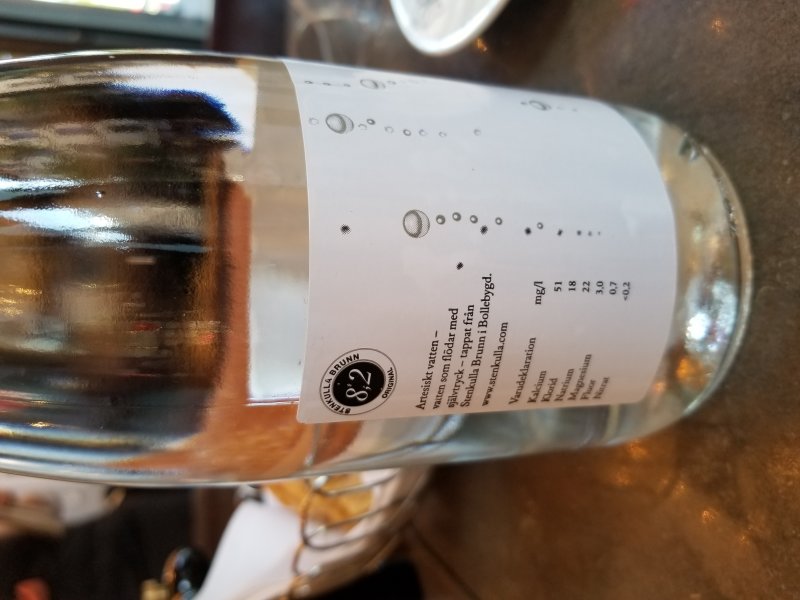 STENKULLA BRUNN
8;2
ORIGINAL
Artesiskt vatten –
vatten som flödar med
självtryck – tappat från
Stenkulla Brunn i Bollebygd.
www.stenkulla.com
Varudeklaration mg/l
Kalcium 51
Klorid 18
Natrium 22
Magnesium 3,0
Fluor 0,7
Nitrat <0,2